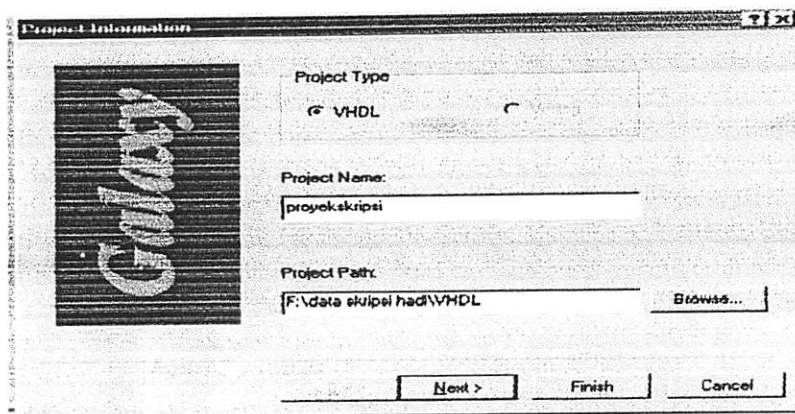 Project Information
Galaxy
Project Type
VHDL
Project Name:
proyekskripsi
Project Path:
F:\data skripsi hadi\VHDL
Browse...
Next >
Finish
Cancel